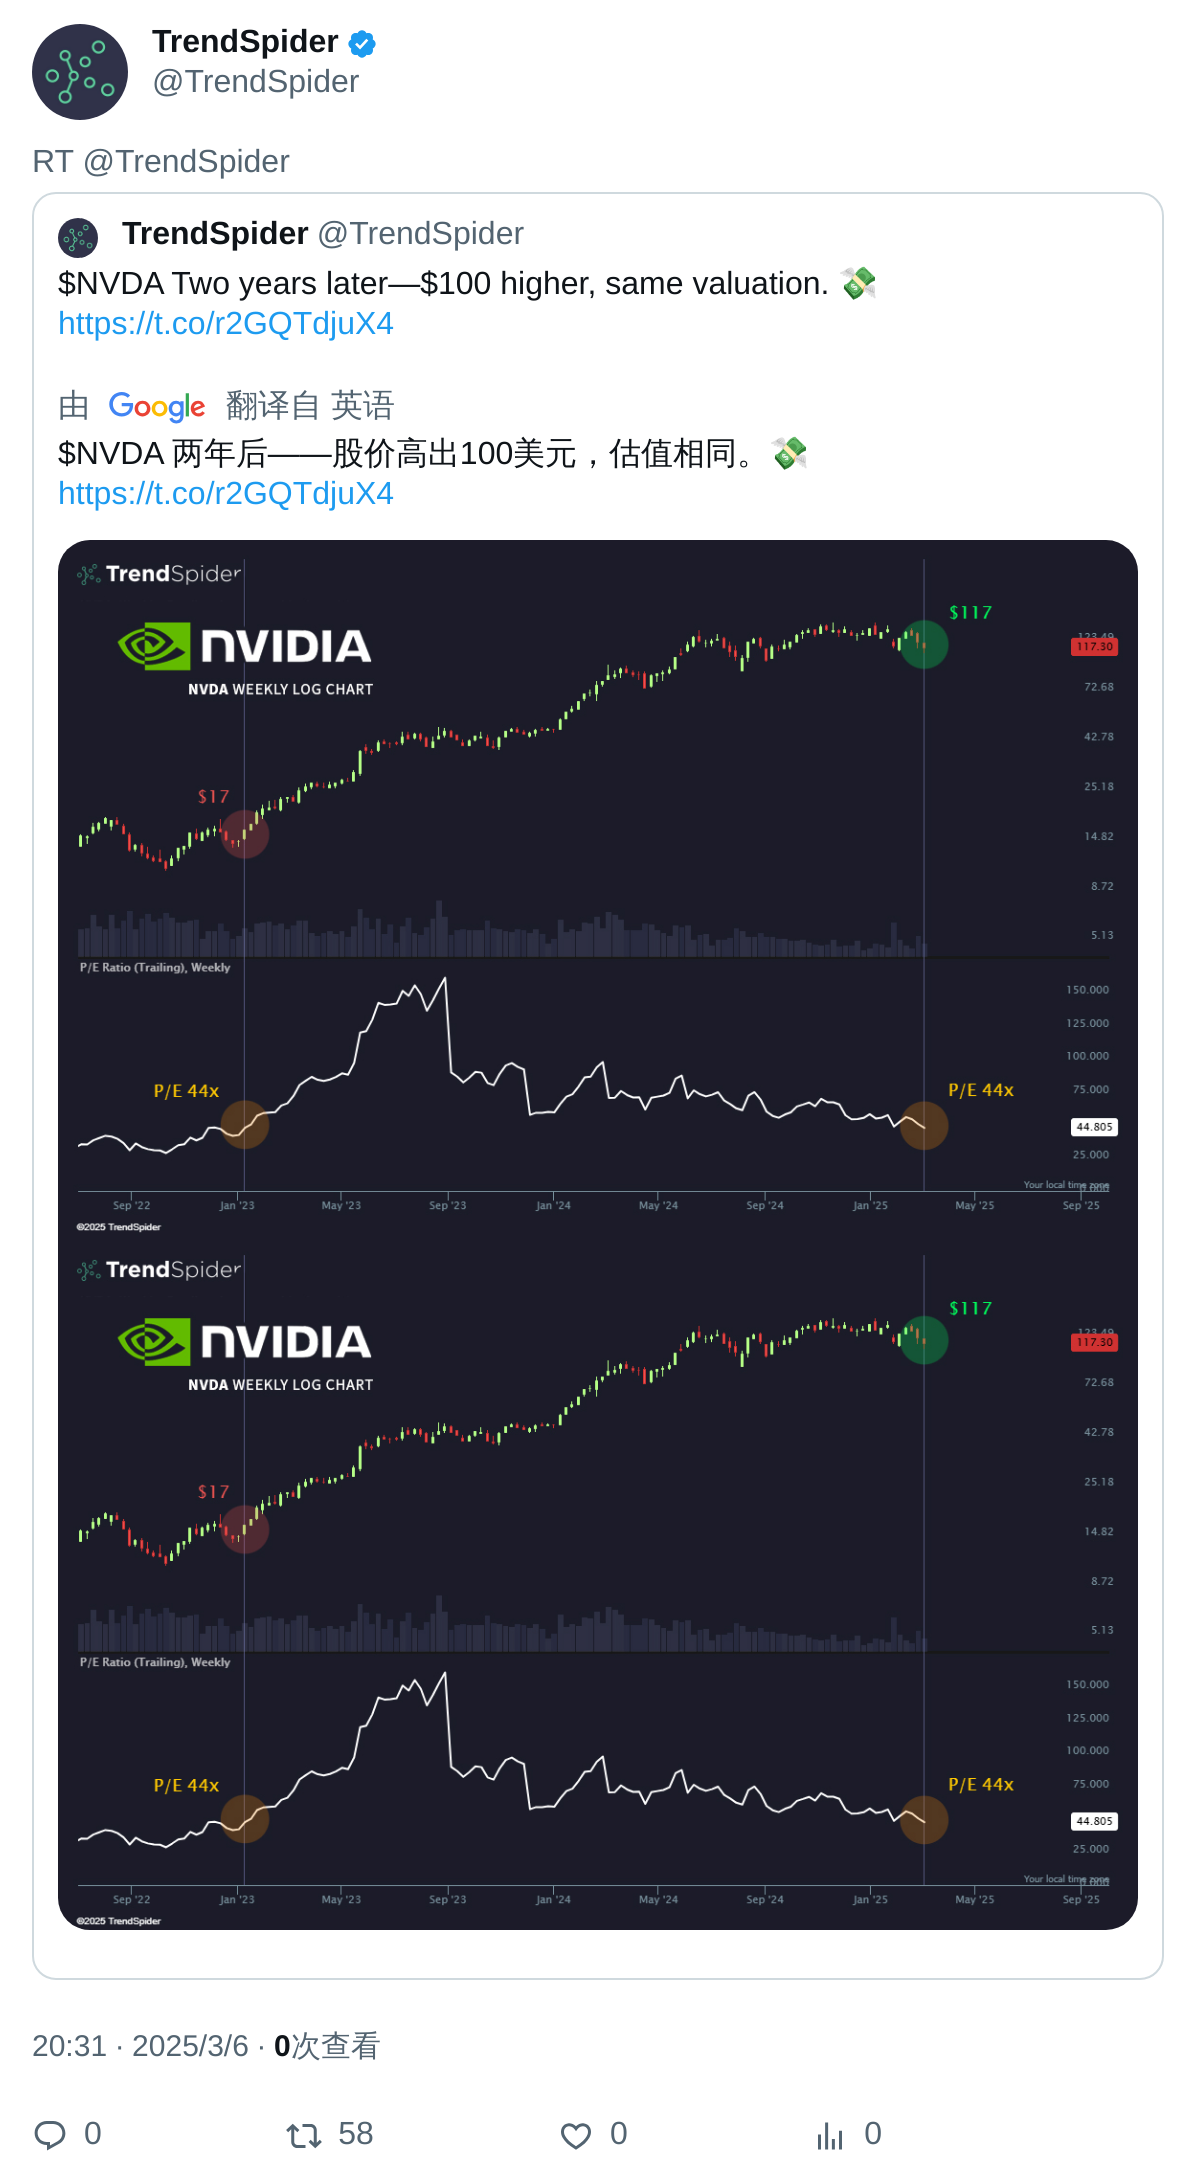 TrendSpider
@TrendSpider
RT @TrendSpider
TrendSpider @TrendSpider
$NVDA Two years later—$100 higher, same valuation. 💸
https://t.co/r2GQTdjuX4
由 Google 翻译自 英语
$NVDA 两年后——股价高出100美元，估值相同。💸
https://t.co/r2GQTdjuX4
TrendSpider
$117
NVIDIA
123.49
117.30
NVDA WEEKLY LOG CHART
72.68
42.78
25.18
$17
14.82
8.72
5.13
P/E Ratio (Trailing), Weekly
150.000
125.000
100.000
P/E 44x
P/E 44x
75.000
44.805
25.000
Your local time zone
0.000
Sep '22 Jan '23 May '23 Sep '23 Jan '24 May '24 Sep '24 Jan '25 May '25 Sep '25
©2025 TrendSpider
TrendSpider
$117
NVIDIA
123.49
117.30
NVDA WEEKLY LOG CHART
72.68
42.78
25.18
$17
14.82
8.72
5.13
P/E Ratio (Trailing), Weekly
150.000
125.000
100.000
P/E 44x
P/E 44x
75.000
44.805
25.000
Your local time zone
0.000
Sep '22 Jan '23 May '23 Sep '23 Jan '24 May '24 Sep '24 Jan '25 May '25 Sep '25
©2025 TrendSpider
20:31 · 2025/3/6 · 0次查看
0 58 0 0